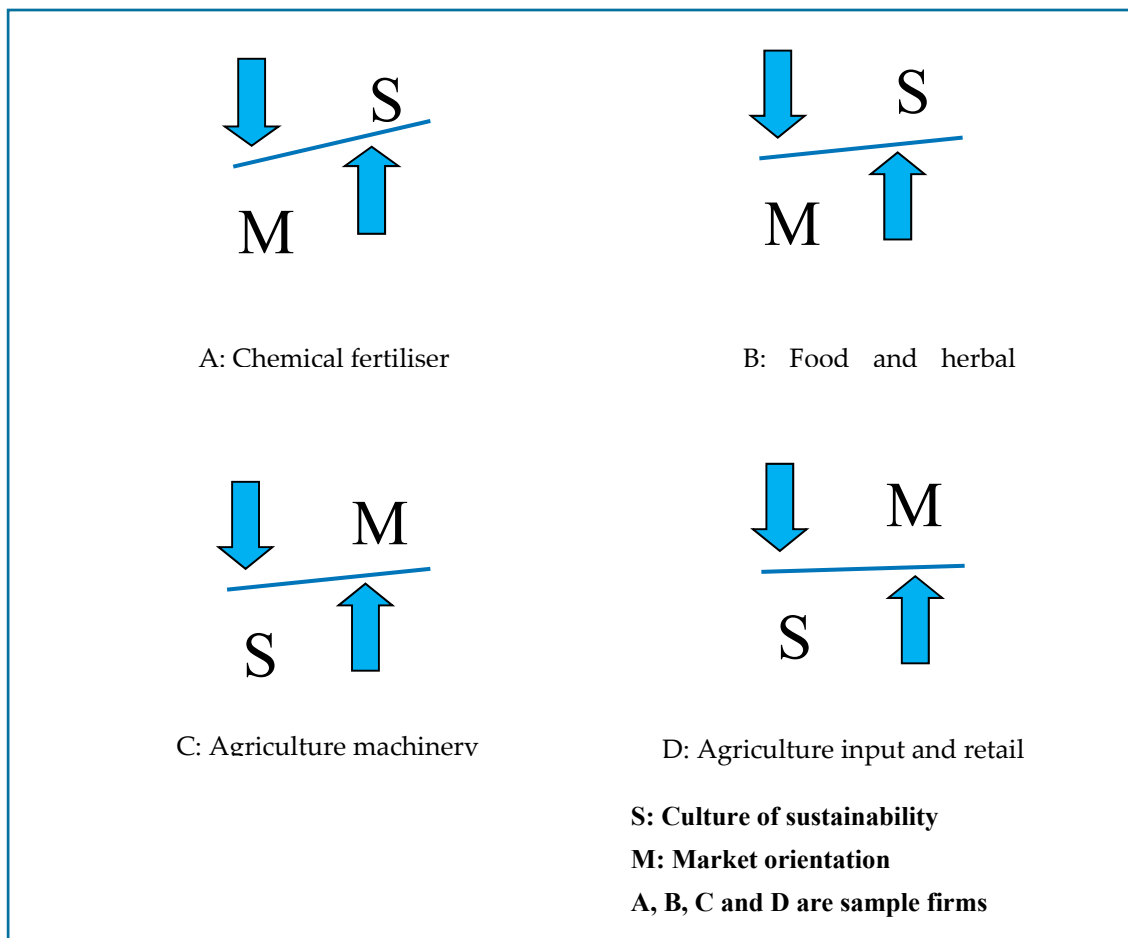 S
M
A: Chemical fertiliser
S
M
B: Food and herbal
M
S
C: Agriculture machinery
M
S
D: Agriculture input and retail
S: Culture of sustainability
M: Market orientation
A, B, C and D are sample firms